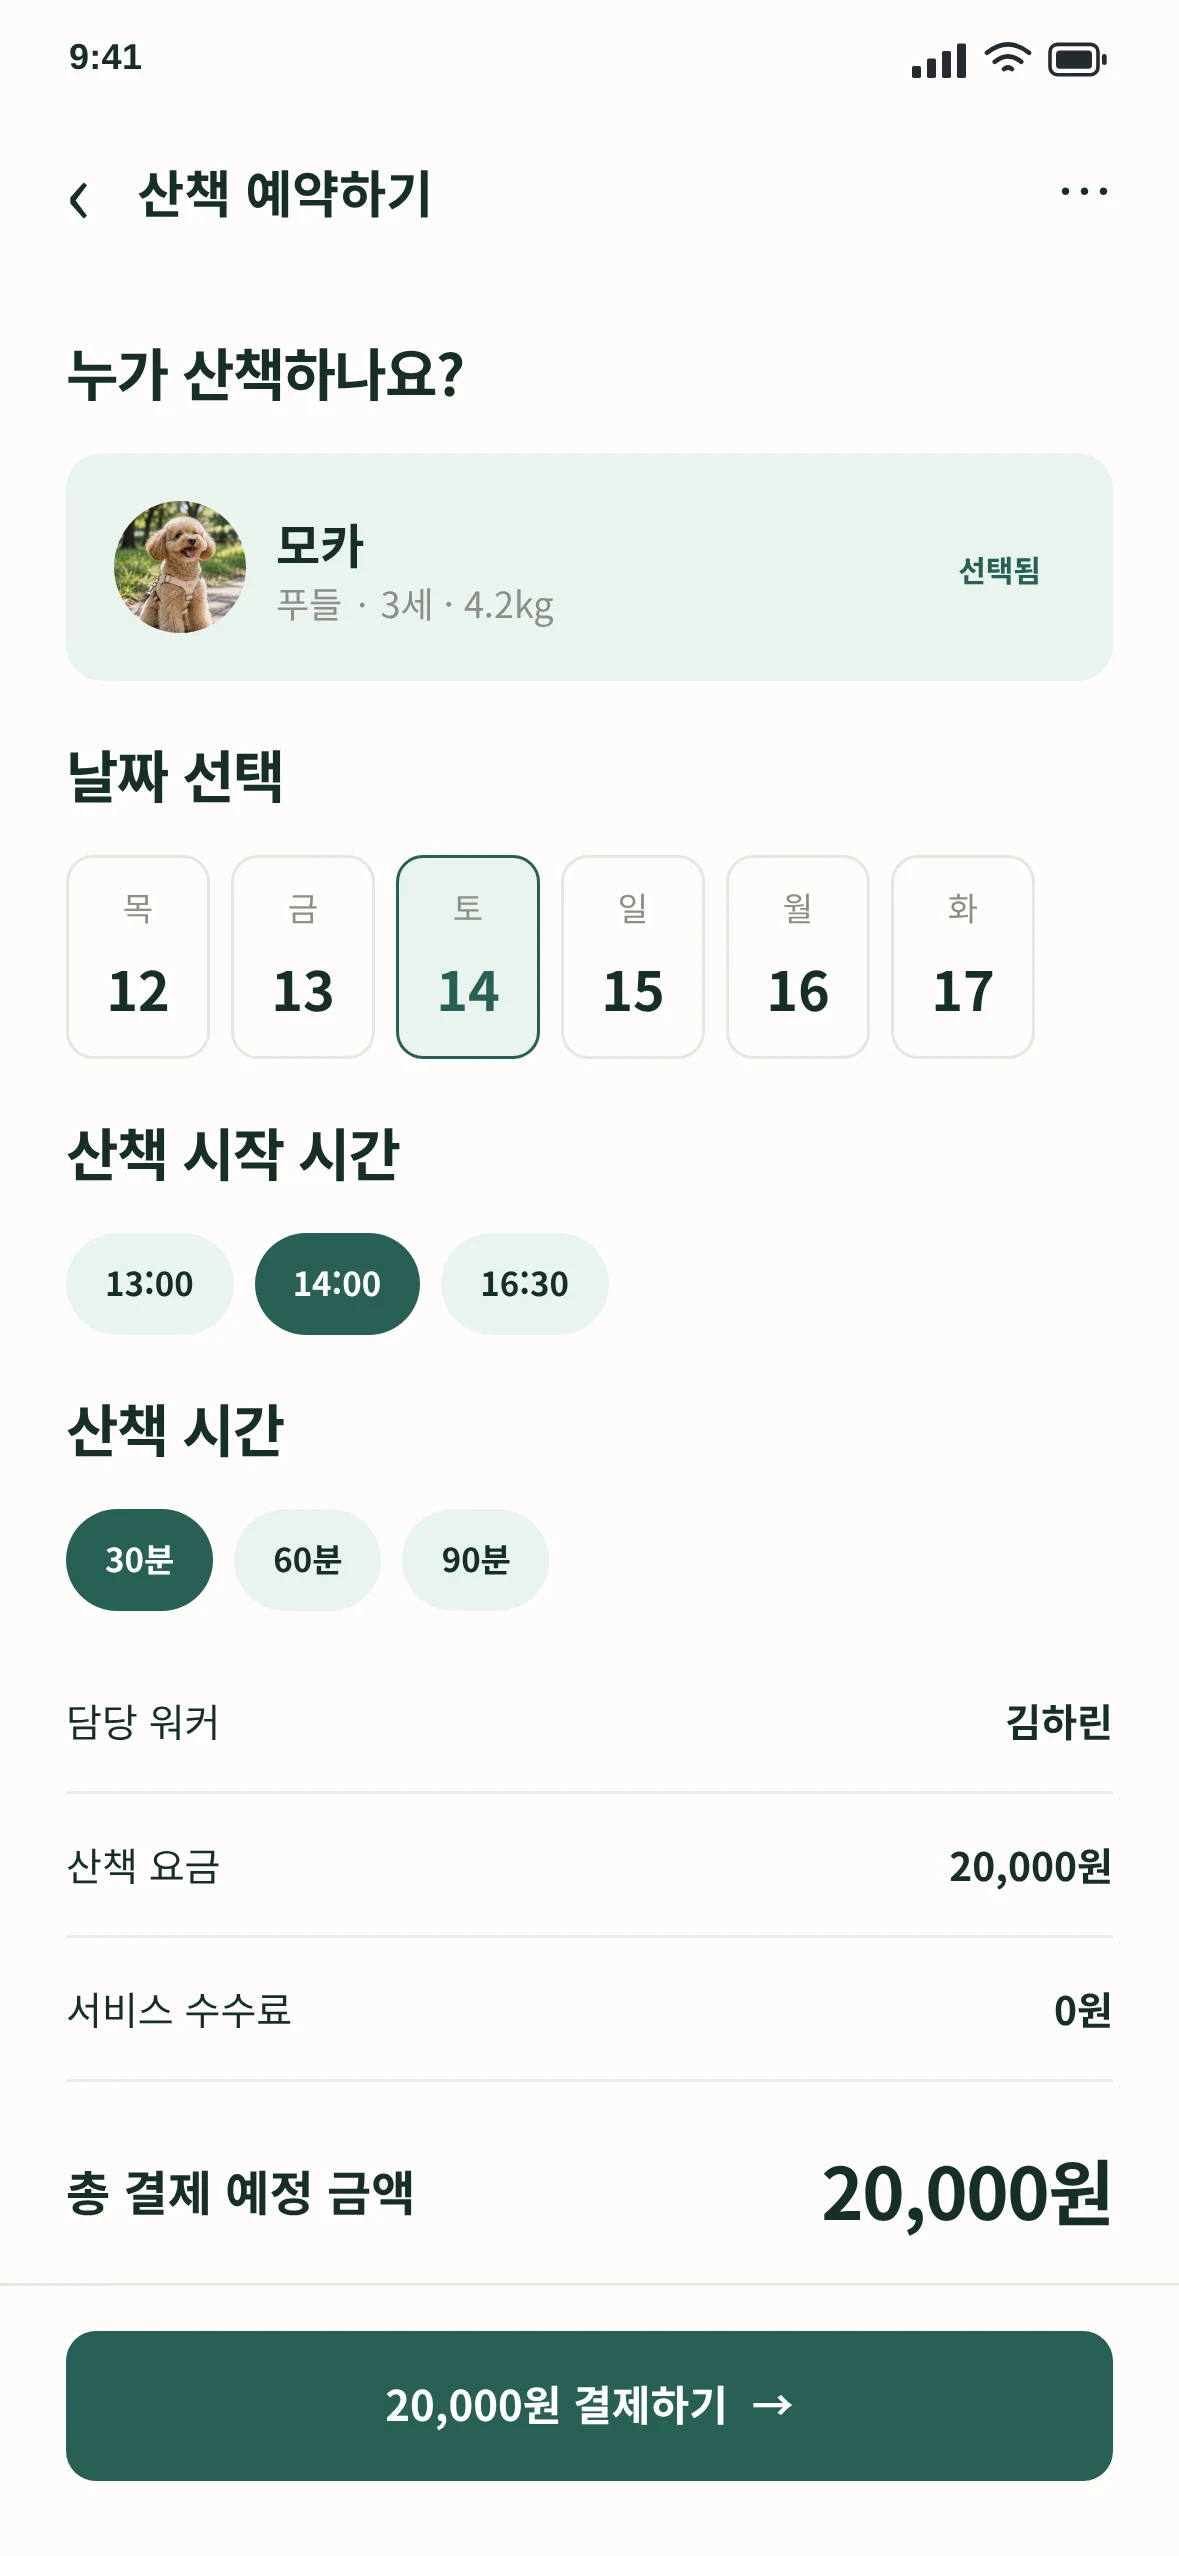 9:41
산책 예약하기
누가 산책하나요?
모카
푸들 · 3세 · 4.2kg
선택됨
날짜 선택
목 금 토 일 월 화
12 13 14 15 16 17
산책 시작 시간
13:00 14:00 16:30
산책 시간
30분 60분 90분
담당 워커 김하린
산책 요금 20,000원
서비스 수수료 0원
총 결제 예정 금액 20,000원
20,000원 결제하기 →